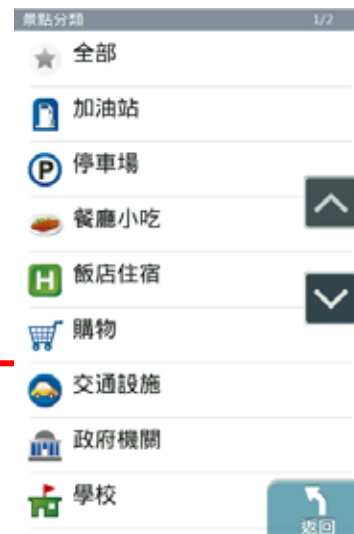 景點分類 1/2
全部
加油站
P 停車場
餐廳小吃
H 飯店住宿
購物
交通設施
政府機關
學校
返回